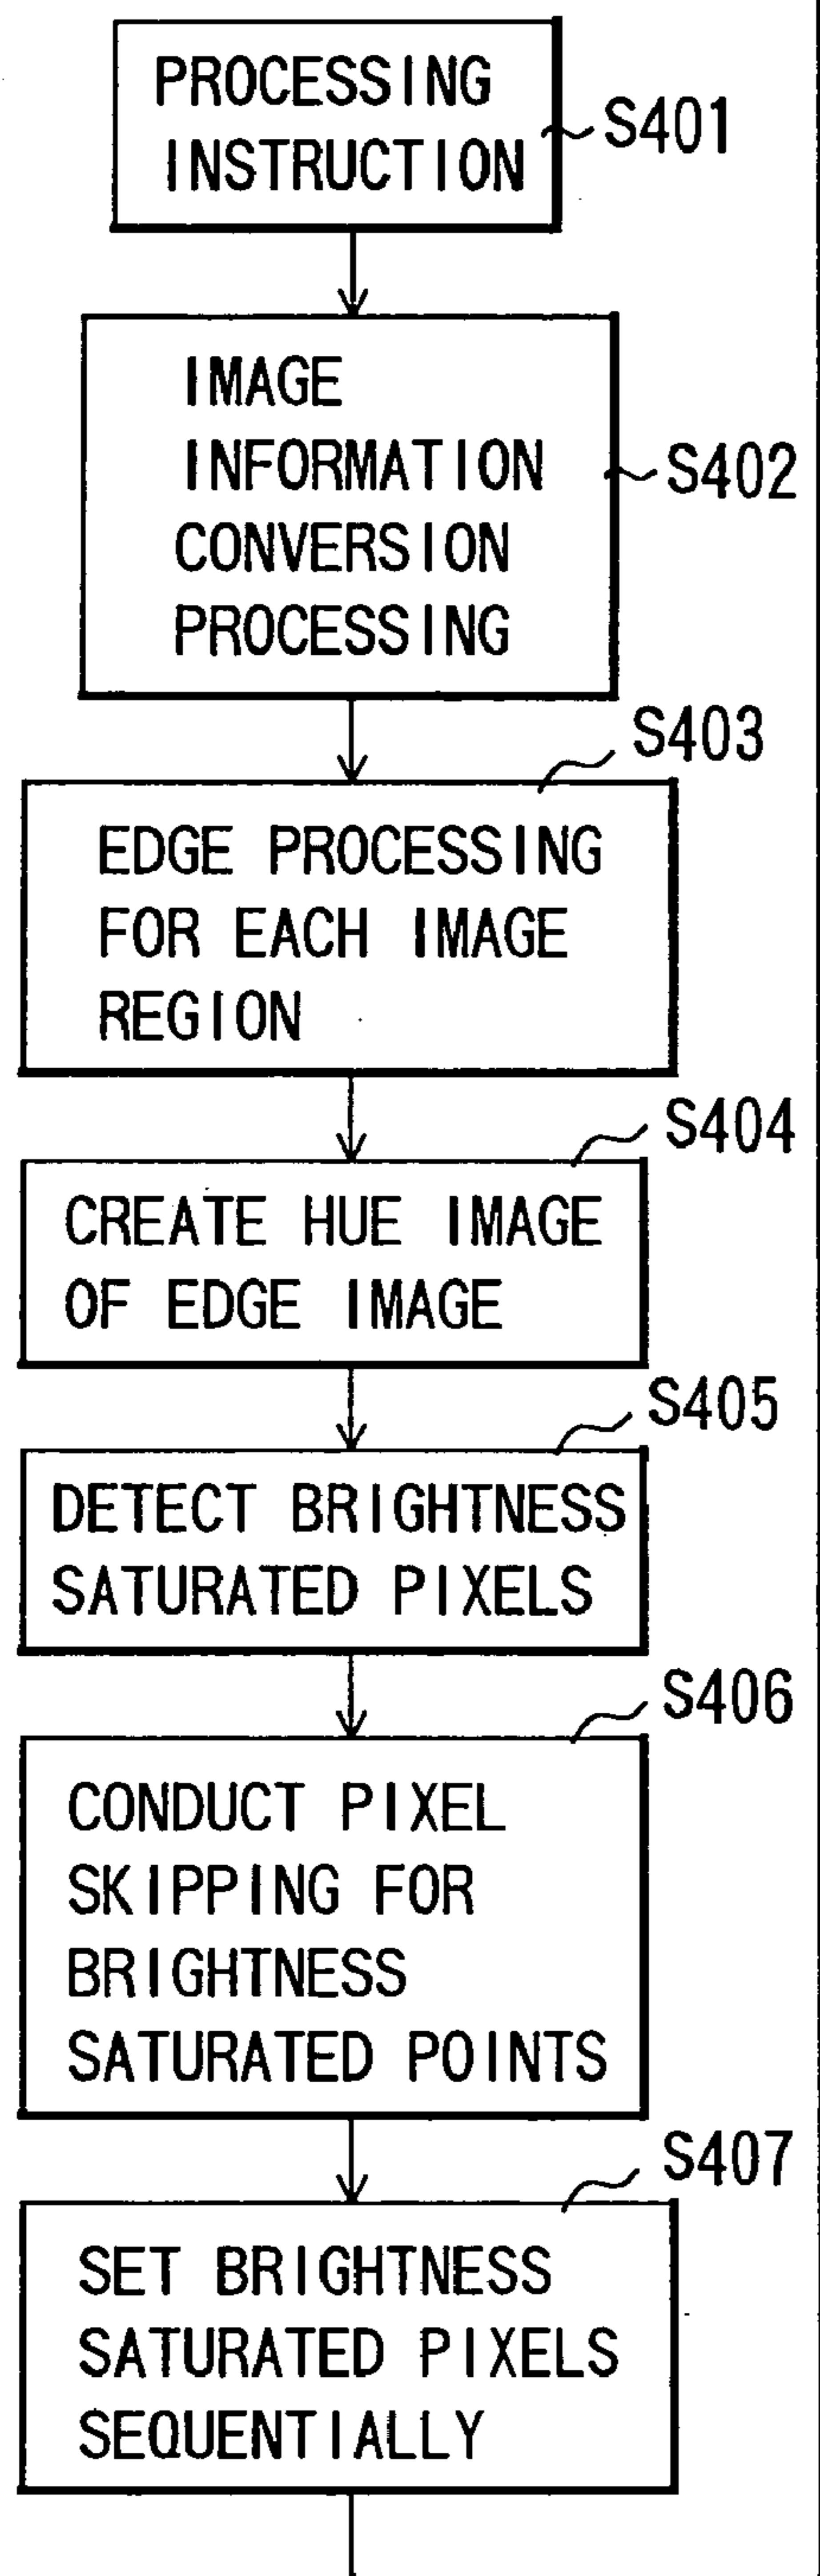 PROCESSING
INSTRUCTION
S401
IMAGE
INFORMATION
CONVERSION
PROCESSING
S402
S403
EDGE PROCESSING
FOR EACH IMAGE
REGION
S404
CREATE HUE IMAGE
OF EDGE IMAGE
S405
DETECT BRIGHTNESS
SATURATED PIXELS
S406
CONDUCT PIXEL
SKIPPING FOR
BRIGHTNESS
SATURATED POINTS
S407
SET BRIGHTNESS
SATURATED PIXELS
SEQUENTIALLY